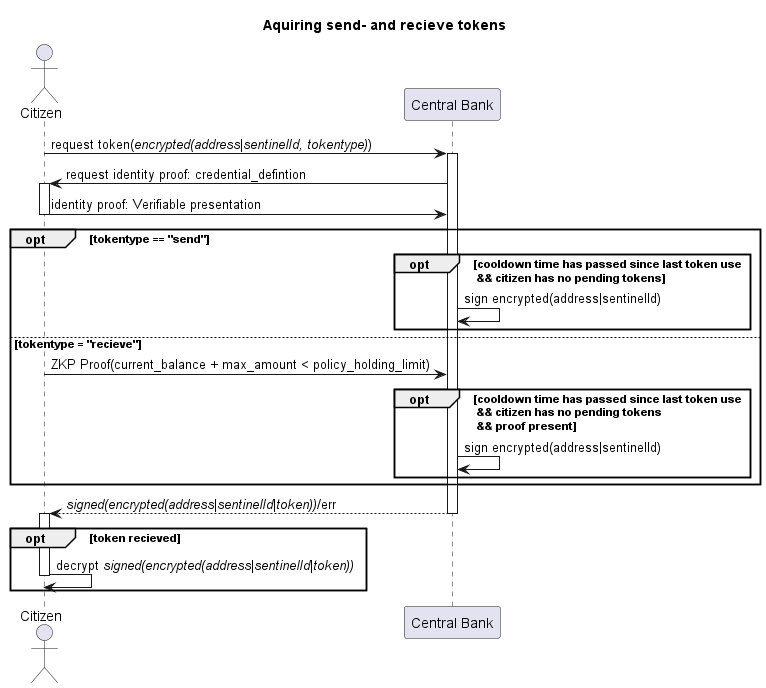 Aquiring send- and recieve tokens
Citizen
Central Bank
request token(encrypted(address|sentinelId, tokentype))
request identity proof: credential_defintion
identity proof: Verifiable presentation
opt [tokentype == "send"]
opt [cooldown time has passed since last token use
&& citizen has no pending tokens]
sign encrypted(address|sentinelId)
[tokentype = "recieve"]
ZKP Proof(current_balance + max_amount < policy_holding_limit)
opt [cooldown time has passed since last token use
&& citizen has no pending tokens
&& proof present]
sign encrypted(address|sentinelId)
signed(encrypted(address|sentinelId|token))/err
opt [token recieved]
decrypt signed(encrypted(address|sentinelId|token))
Citizen
Central Bank